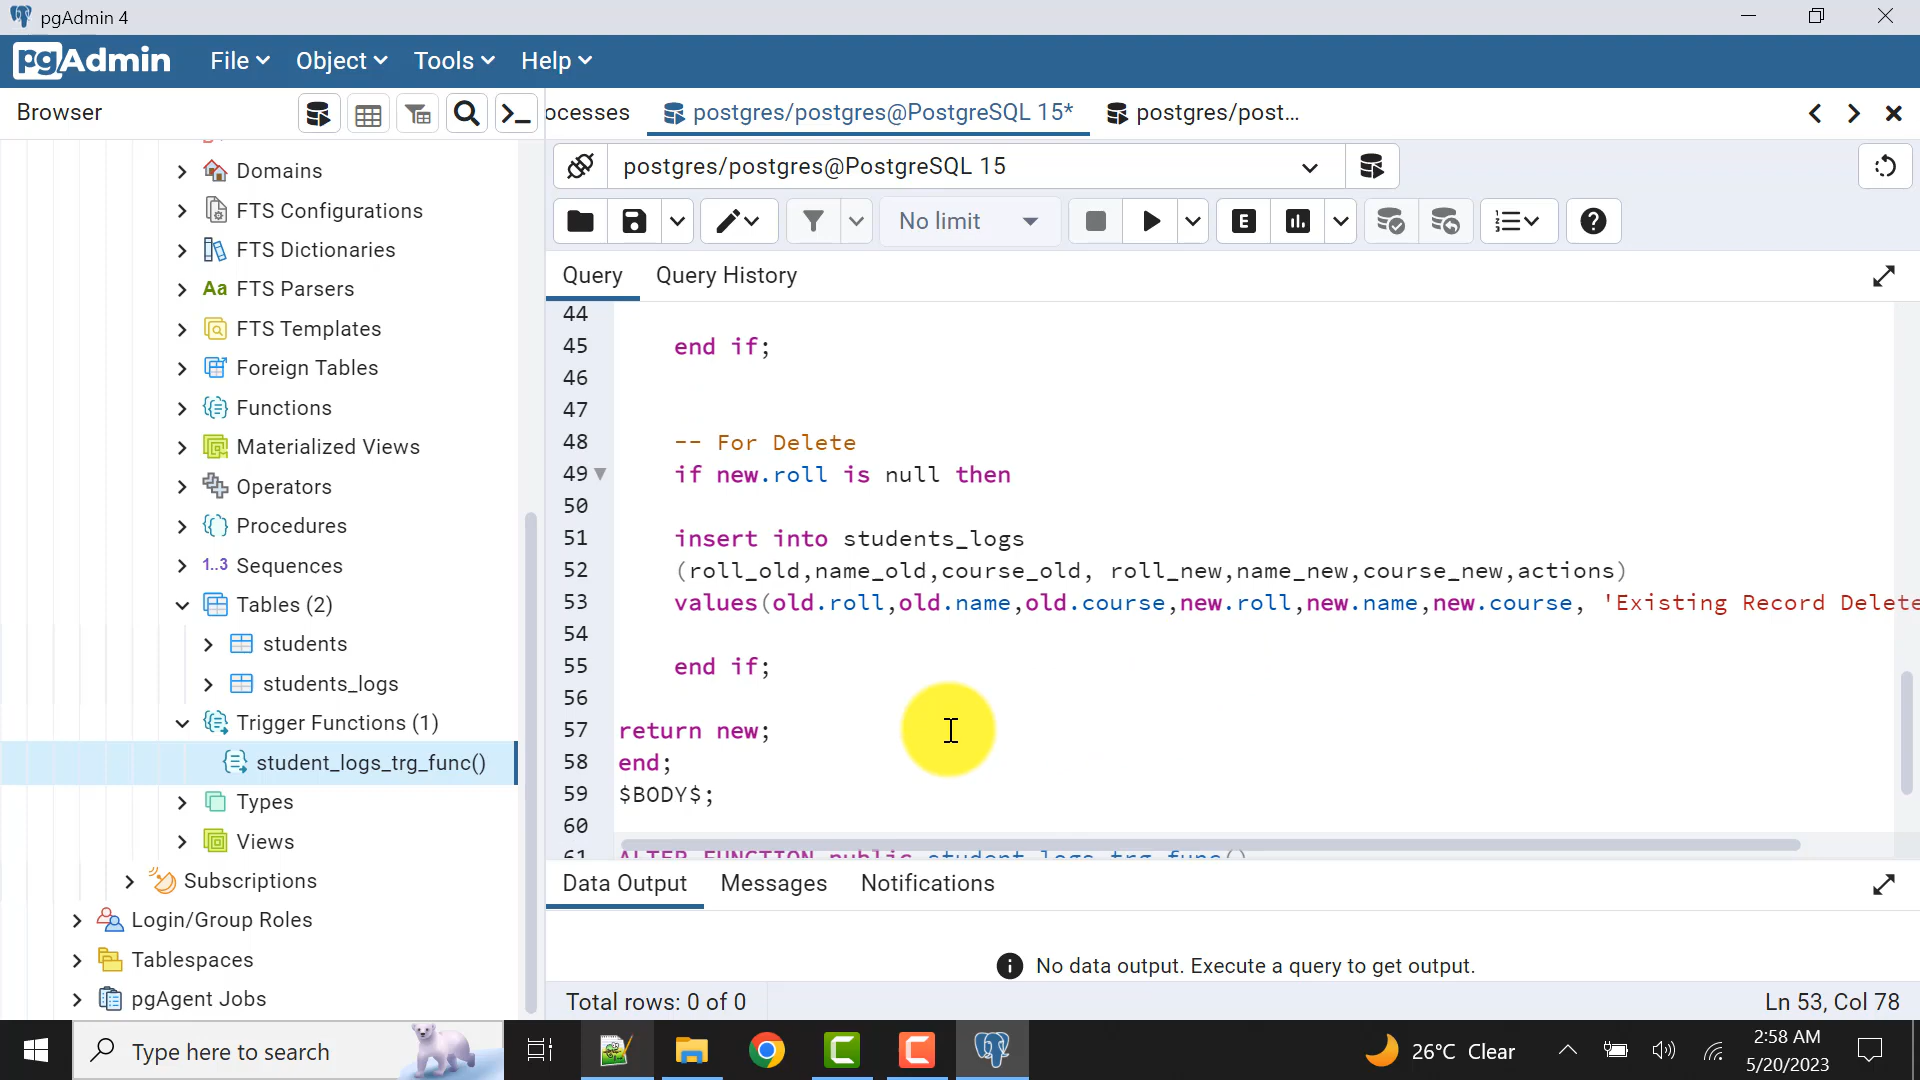 pgAdmin 4
pgAdmin File Object Tools Help
Browser
ocesses postgres/postgres@PostgreSQL 15* postgres/post...
postgres/postgres@PostgreSQL 15
No limit
E
Query Query History
Domains
FTS Configurations
FTS Dictionaries
Aa FTS Parsers
FTS Templates
Foreign Tables
Functions
Materialized Views
Operators
Procedures
1..3 Sequences
Tables (2)
students
students_logs
Trigger Functions (1)
student_logs_trg_func()
Types
Views
Subscriptions
Login/Group Roles
Tablespaces
pgAgent Jobs
44
45 end if;
46
47
48 -- For Delete
49 if new.roll is null then
50
51 insert into students_logs
52 (roll_old,name_old,course_old, roll_new,name_new,course_new,actions)
53 values(old.roll,old.name,old.course,new.roll,new.name,new.course, 'Existing Record Delete
54
55 end if;
56
57 return new;
58 end;
59 $BODY$;
60
61 ALTER FUNCTION public.student_logs_trg_func()
Data Output Messages Notifications
No data output. Execute a query to get output.
Total rows: 0 of 0
Ln 53, Col 78
Type here to search
26°C Clear
2:58 AM
5/20/2023